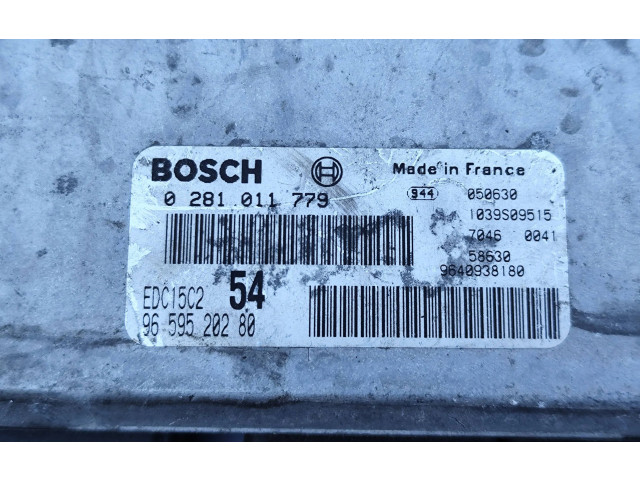 BOSCH
Made in France
0 281 011 779
944 050630
1039S09515
7046 0041
58630
9640938180
EDC15C2 54
96 595 202 80